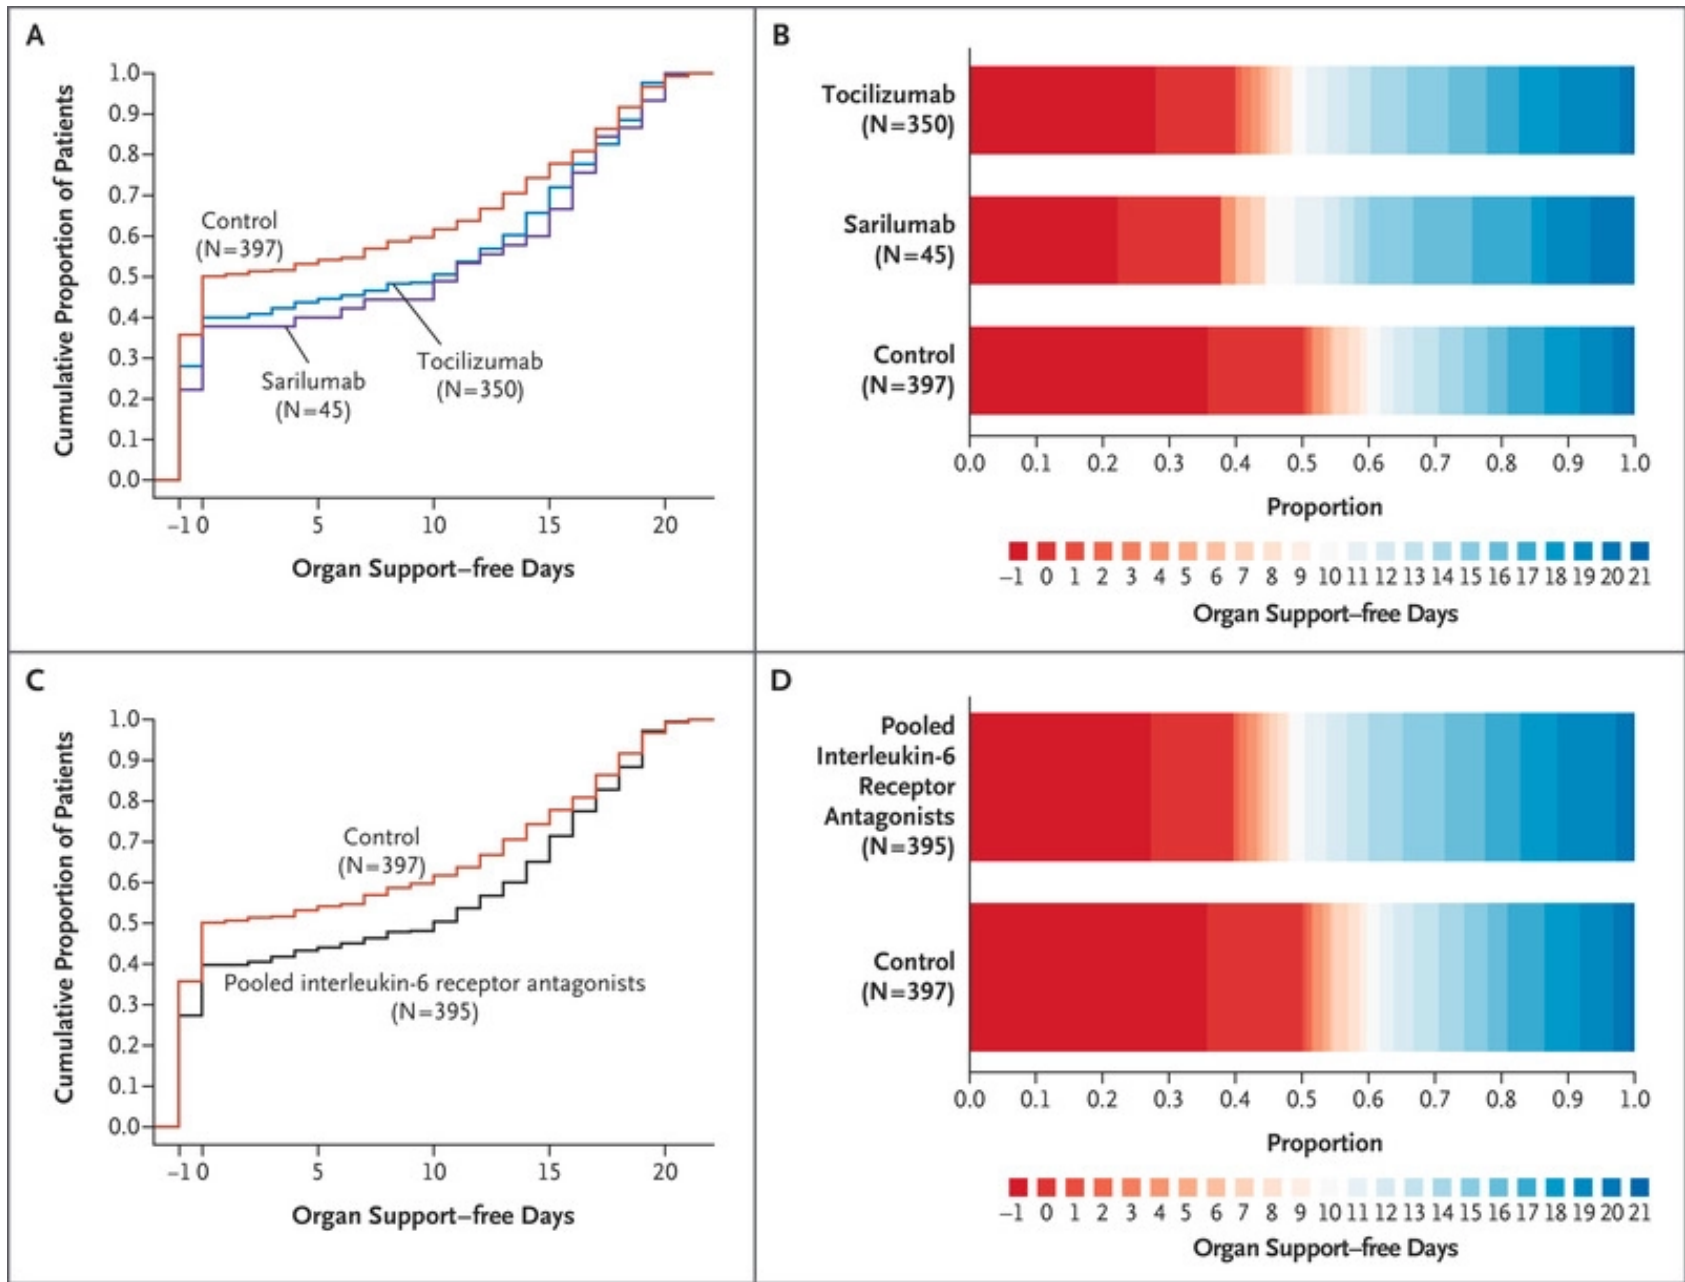 A
Cumulative Proportion of Patients
1.0
0.9
0.8
0.7
0.6
0.5
0.4
0.3
0.2
0.1
0.0
Control
(N=397)
Tocilizumab
(N=350)
Sarilumab
(N=45)
–1 0 5 10 15 20
Organ Support–free Days
B
Tocilizumab
(N=350)
Sarilumab
(N=45)
Control
(N=397)
0.0 0.1 0.2 0.3 0.4 0.5 0.6 0.7 0.8 0.9 1.0
Proportion
–1 0 1 2 3 4 5 6 7 8 9 10 11 12 13 14 15 16 17 18 19 20 21
Organ Support–free Days
C
Cumulative Proportion of Patients
1.0
0.9
0.8
0.7
0.6
0.5
0.4
0.3
0.2
0.1
0.0
Control
(N=397)
Pooled interleukin-6 receptor antagonists
(N=395)
–1 0 5 10 15 20
Organ Support–free Days
D
Pooled
Interleukin-6
Receptor
Antagonists
(N=395)
Control
(N=397)
0.0 0.1 0.2 0.3 0.4 0.5 0.6 0.7 0.8 0.9 1.0
Proportion
–1 0 1 2 3 4 5 6 7 8 9 10 11 12 13 14 15 16 17 18 19 20 21
Organ Support–free Days